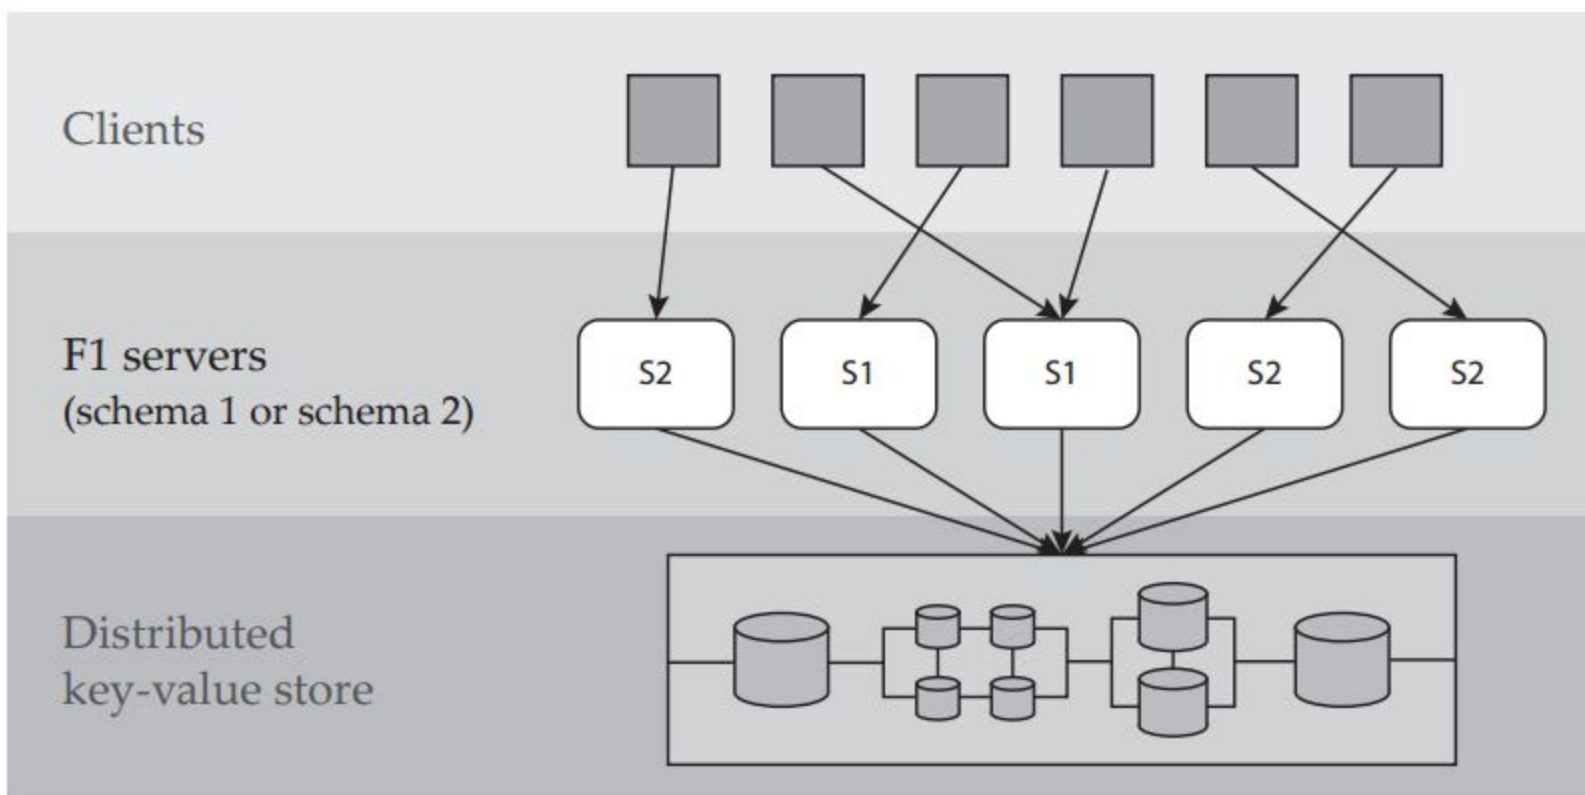 Clients
F1 servers
(schema 1 or schema 2)
S2
S1
S1
S2
S2
Distributed
key-value store